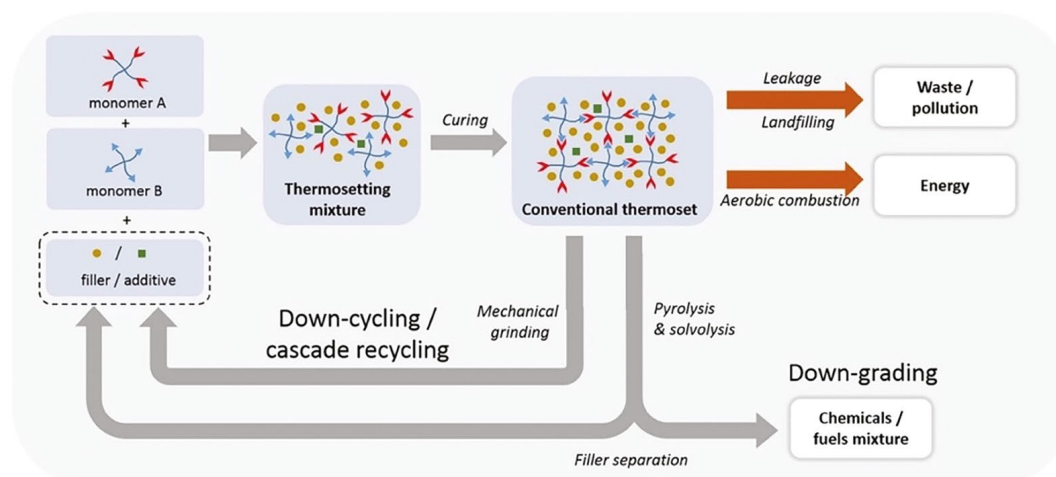 monomer A
+
monomer B
+
/
filler / additive
Thermosetting
mixture
Curing
Conventional thermoset
Leakage
Landfilling
Waste /
pollution
Aerobic combustion
Energy
Down-cycling /
cascade recycling
Mechanical
grinding
Pyrolysis
& solvolysis
Down-grading
Chemicals /
fuels mixture
Filler separation